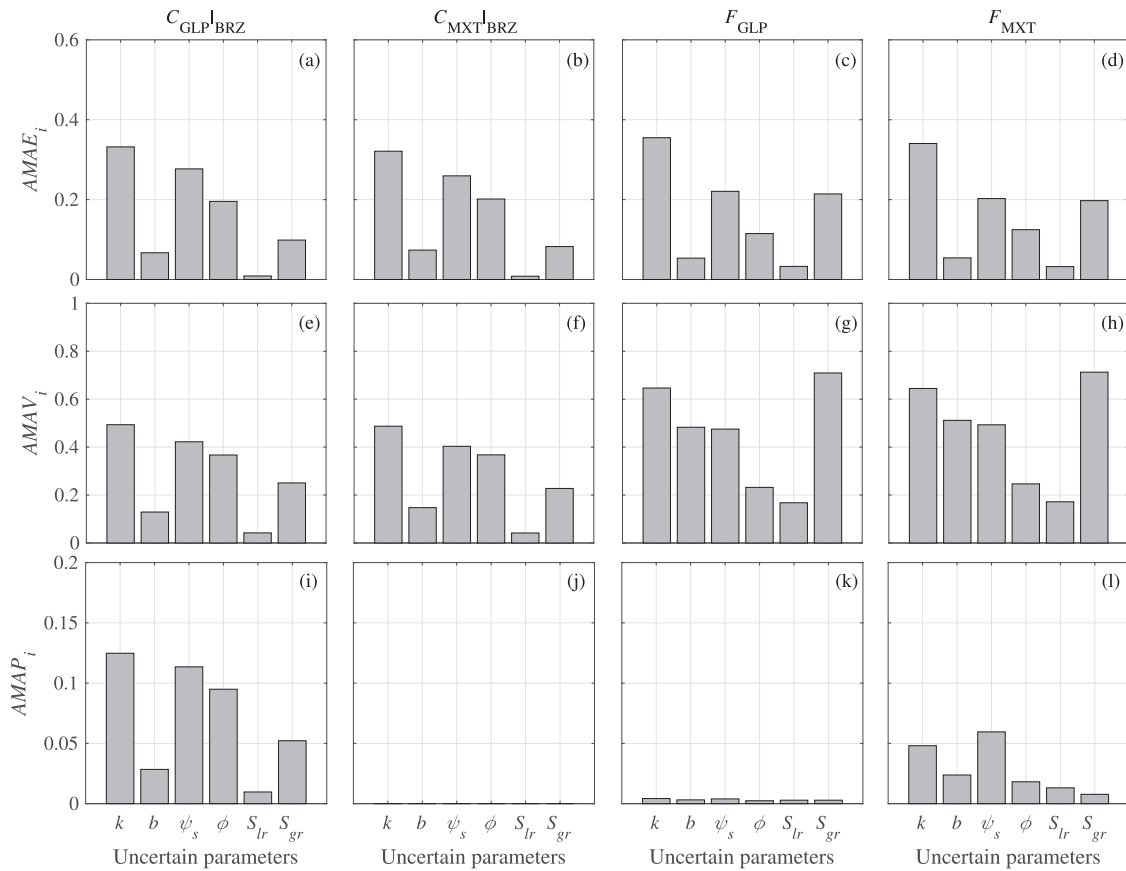 C_GLP|_BRZ C_MXT|_BRZ F_GLP F_MXT
0.6 (a) (b) (c) (d)
0.4
AMAE_i
0.2
0
1 (e) (f) (g) (h)
0.8
0.6
AMAV_i
0.4
0.2
0
0.2 (i) (j) (k) (l)
0.15
AMAP_i
0.1
0.05
0
k b ψ_s ϕ S_lr S_gr k b ψ_s ϕ S_lr S_gr k b ψ_s ϕ S_lr S_gr k b ψ_s ϕ S_lr S_gr
Uncertain parameters Uncertain parameters Uncertain parameters Uncertain parameters